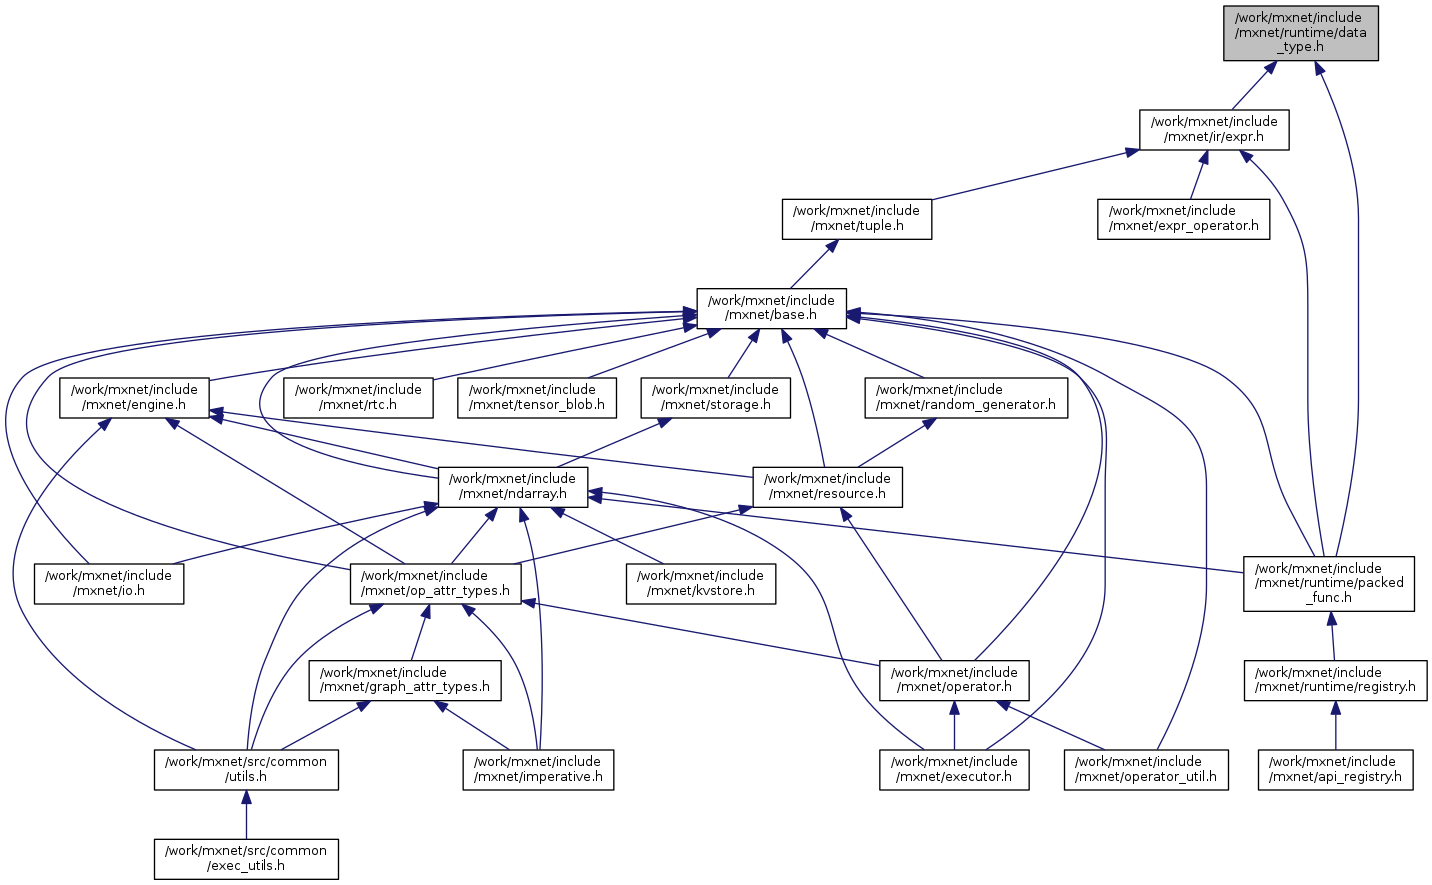 /work/mxnet/include
/mxnet/runtime/data
_type.h
/work/mxnet/include
/mxnet/ir/expr.h
/work/mxnet/include
/mxnet/tuple.h
/work/mxnet/include
/mxnet/expr_operator.h
/work/mxnet/include
/mxnet/base.h
/work/mxnet/include
/mxnet/engine.h
/work/mxnet/include
/mxnet/rtc.h
/work/mxnet/include
/mxnet/tensor_blob.h
/work/mxnet/include
/mxnet/storage.h
/work/mxnet/include
/mxnet/random_generator.h
/work/mxnet/include
/mxnet/ndarray.h
/work/mxnet/include
/mxnet/resource.h
/work/mxnet/include
/mxnet/io.h
/work/mxnet/include
/mxnet/op_attr_types.h
/work/mxnet/include
/mxnet/kvstore.h
/work/mxnet/include
/mxnet/runtime/packed
_func.h
/work/mxnet/include
/mxnet/graph_attr_types.h
/work/mxnet/include
/mxnet/operator.h
/work/mxnet/include
/mxnet/runtime/registry.h
/work/mxnet/src/common
/utils.h
/work/mxnet/include
/mxnet/imperative.h
/work/mxnet/include
/mxnet/executor.h
/work/mxnet/include
/mxnet/operator_util.h
/work/mxnet/include
/mxnet/api_registry.h
/work/mxnet/src/common
/exec_utils.h